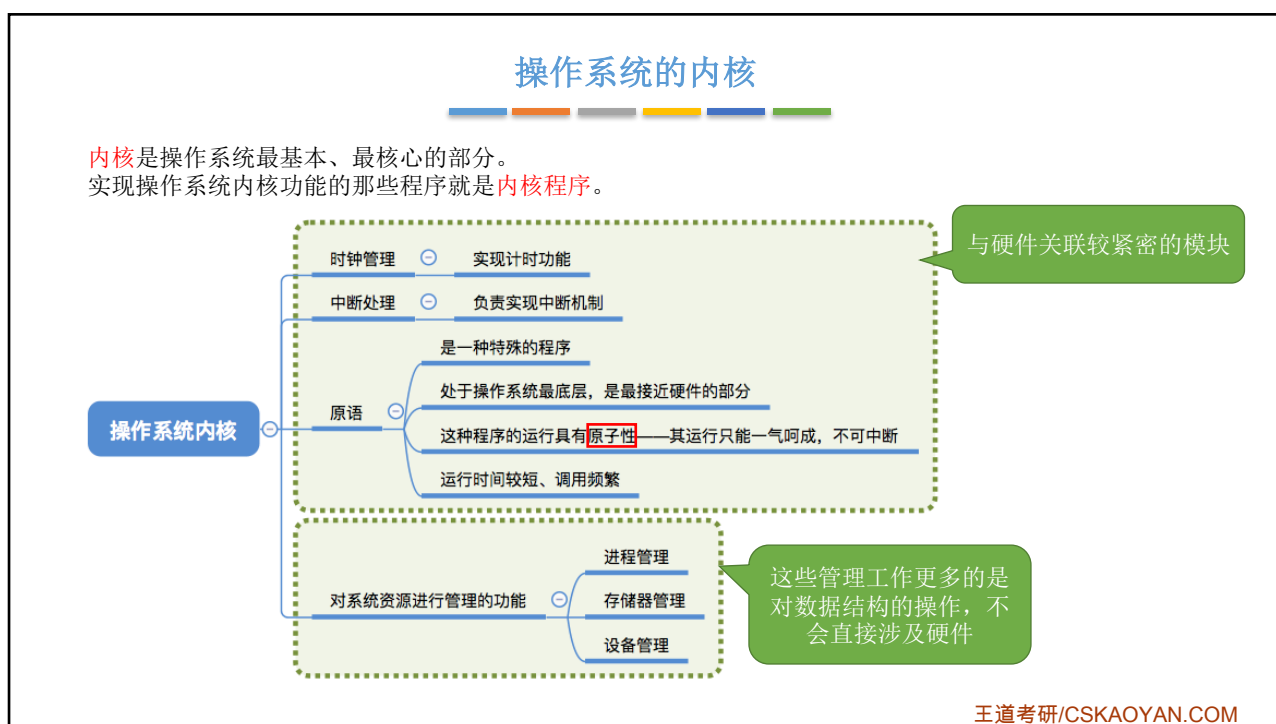 操作系统的内核
内核是操作系统最基本、最核心的部分。
实现操作系统内核功能的那些程序就是内核程序。
与硬件关联较紧密的模块
时钟管理
实现计时功能
中断处理
负责实现中断机制
是一种特殊的程序
处于操作系统最底层，是最接近硬件的部分
原语
操作系统内核
这种程序的运行具有原子性——其运行只能一气呵成，不可中断
运行时间较短、调用频繁
进程管理
对系统资源进行管理的功能
存储器管理
设备管理
这些管理工作更多的是
对数据结构的操作，不
会直接涉及硬件
王道考研/CSKAOYAN.COM